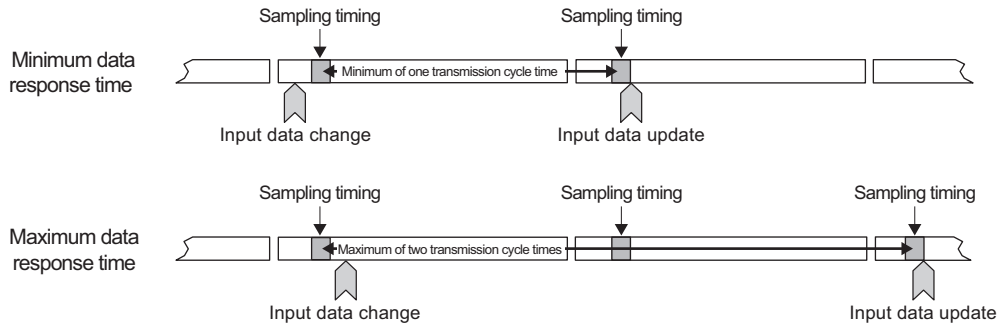 Sampling timing Sampling timing
Minimum data
response time
Minimum of one transmission cycle time
Input data change Input data update
Sampling timing Sampling timing Sampling timing
Maximum data
response time
Maximum of two transmission cycle times
Input data change Input data update